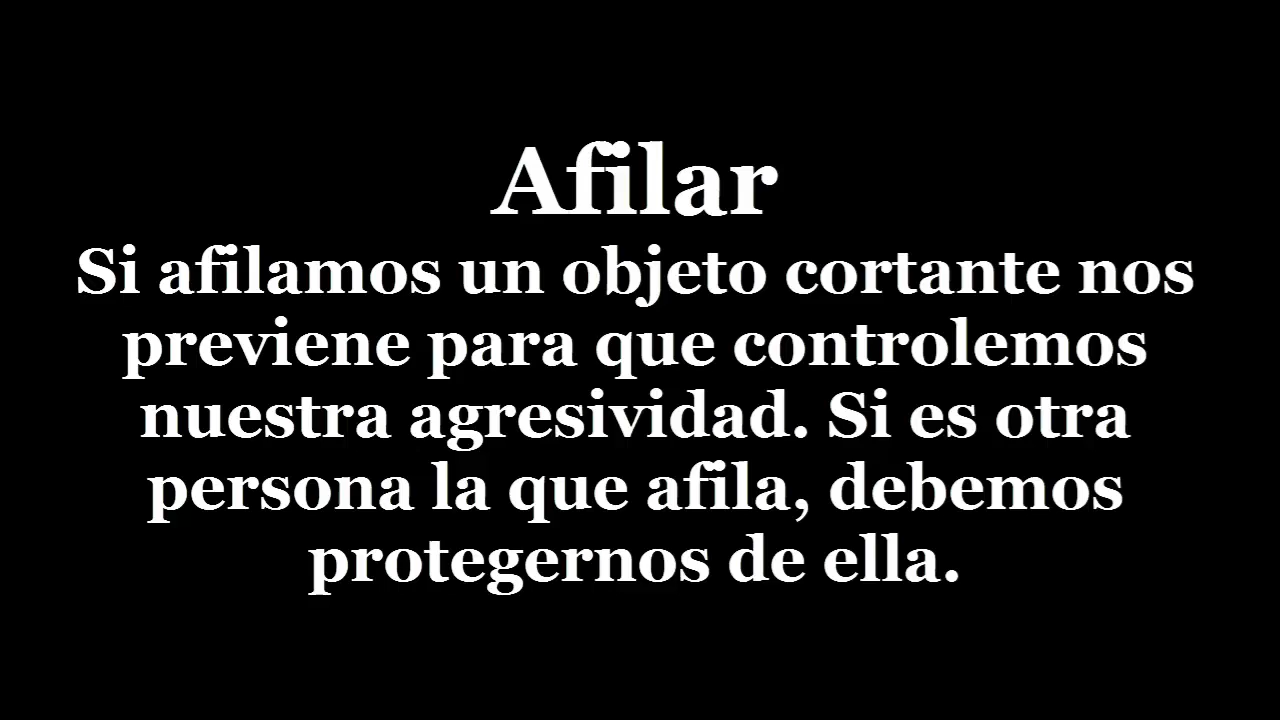 Afilar
Si afilamos un objeto cortante nos
previene para que controlemos
nuestra agresividad. Si es otra
persona la que afila, debemos
protegernos de ella.